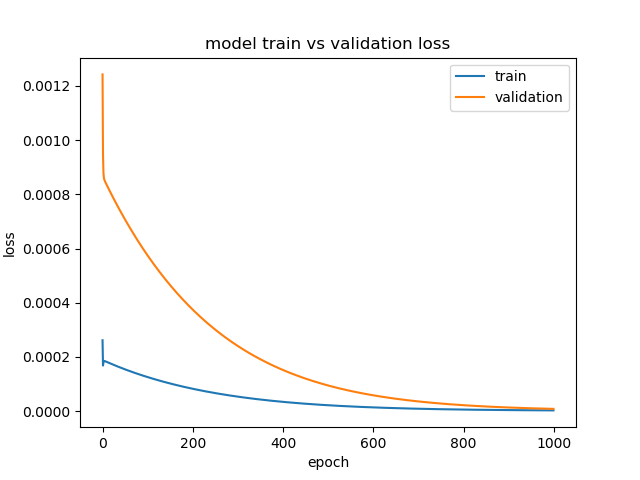 model train vs validation loss
train
validation
loss
0.0012
0.0010
0.0008
0.0006
0.0004
0.0002
0.0000
0 200 400 600 800 1000
epoch